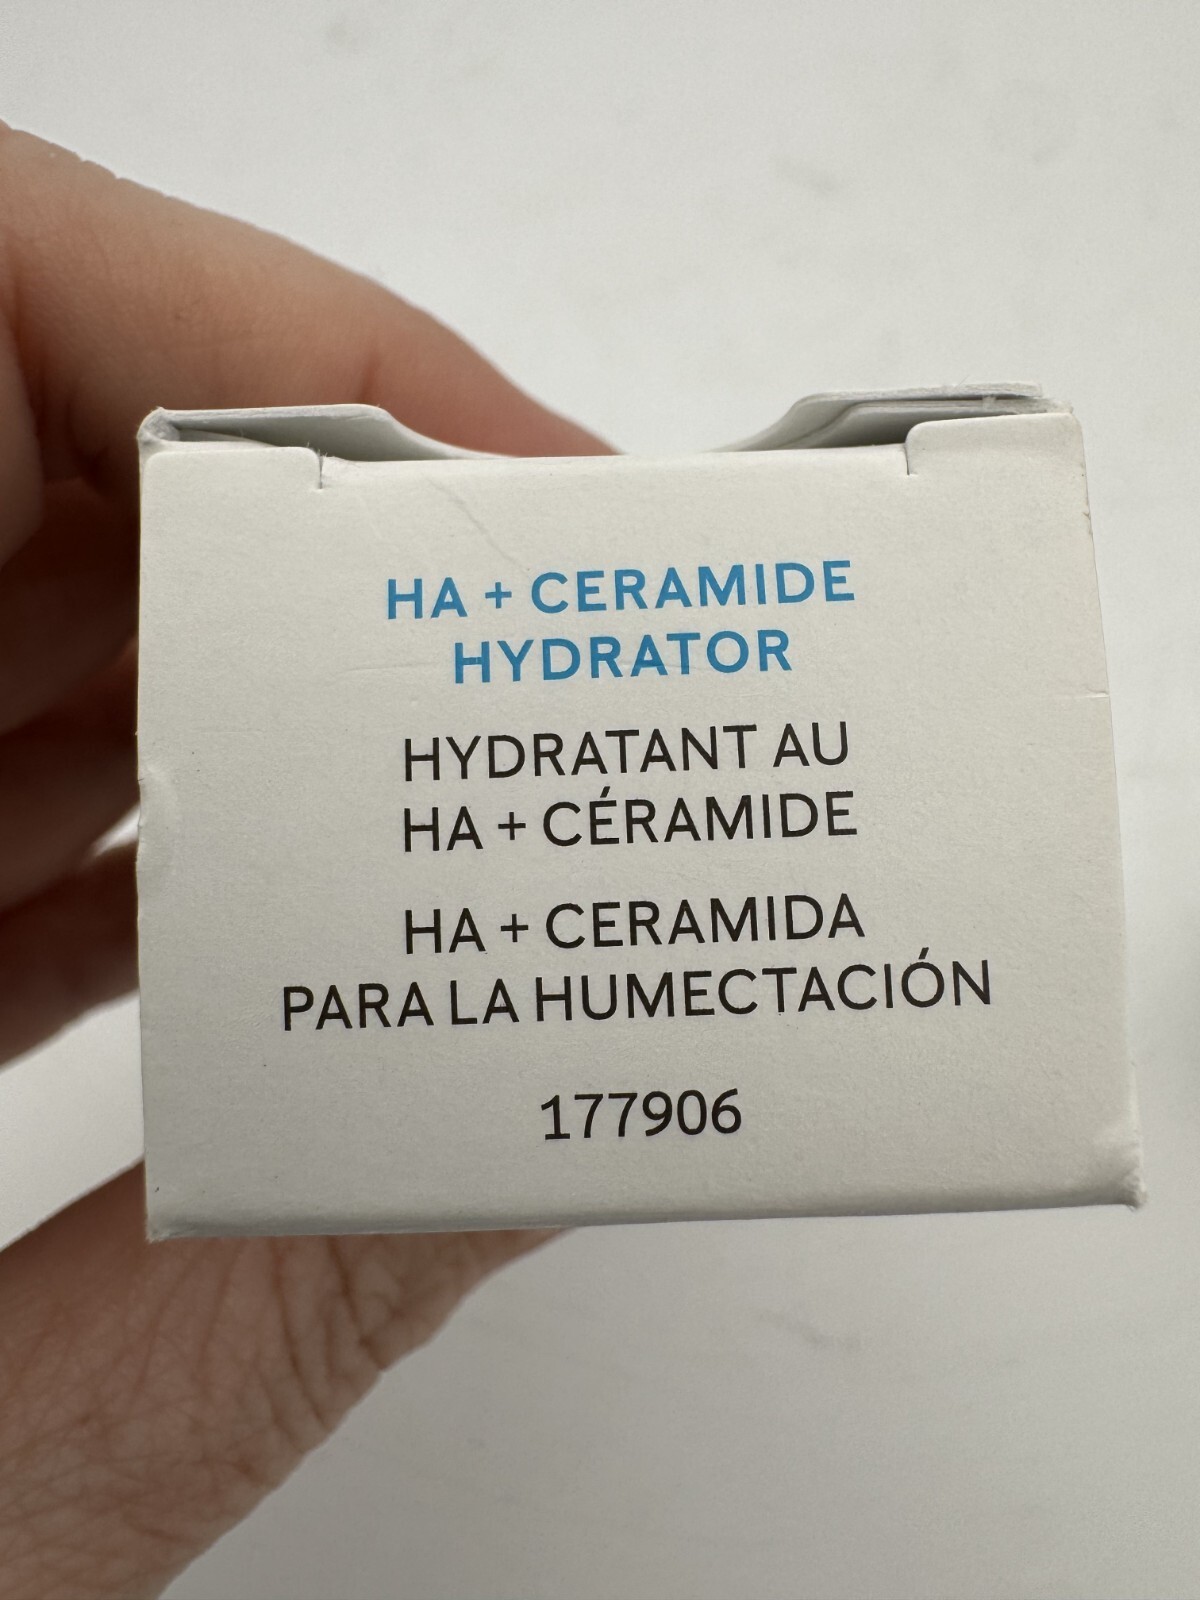 HA + CERAMIDE
HYDRATOR
HYDRATANT AU
HA + CÉRAMIDE
HA + CERAMIDA
PARA LA HUMECTACIÓN
177906